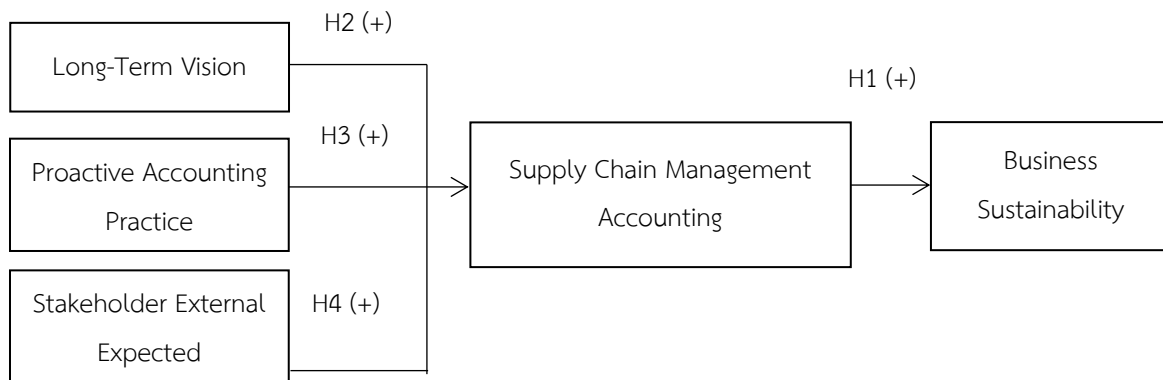 H2 (+)
Long-Term Vision
H3 (+)
Proactive Accounting
Practice
H4 (+)
Stakeholder External
Expected
Supply Chain Management
Accounting
H1 (+)
Business
Sustainability